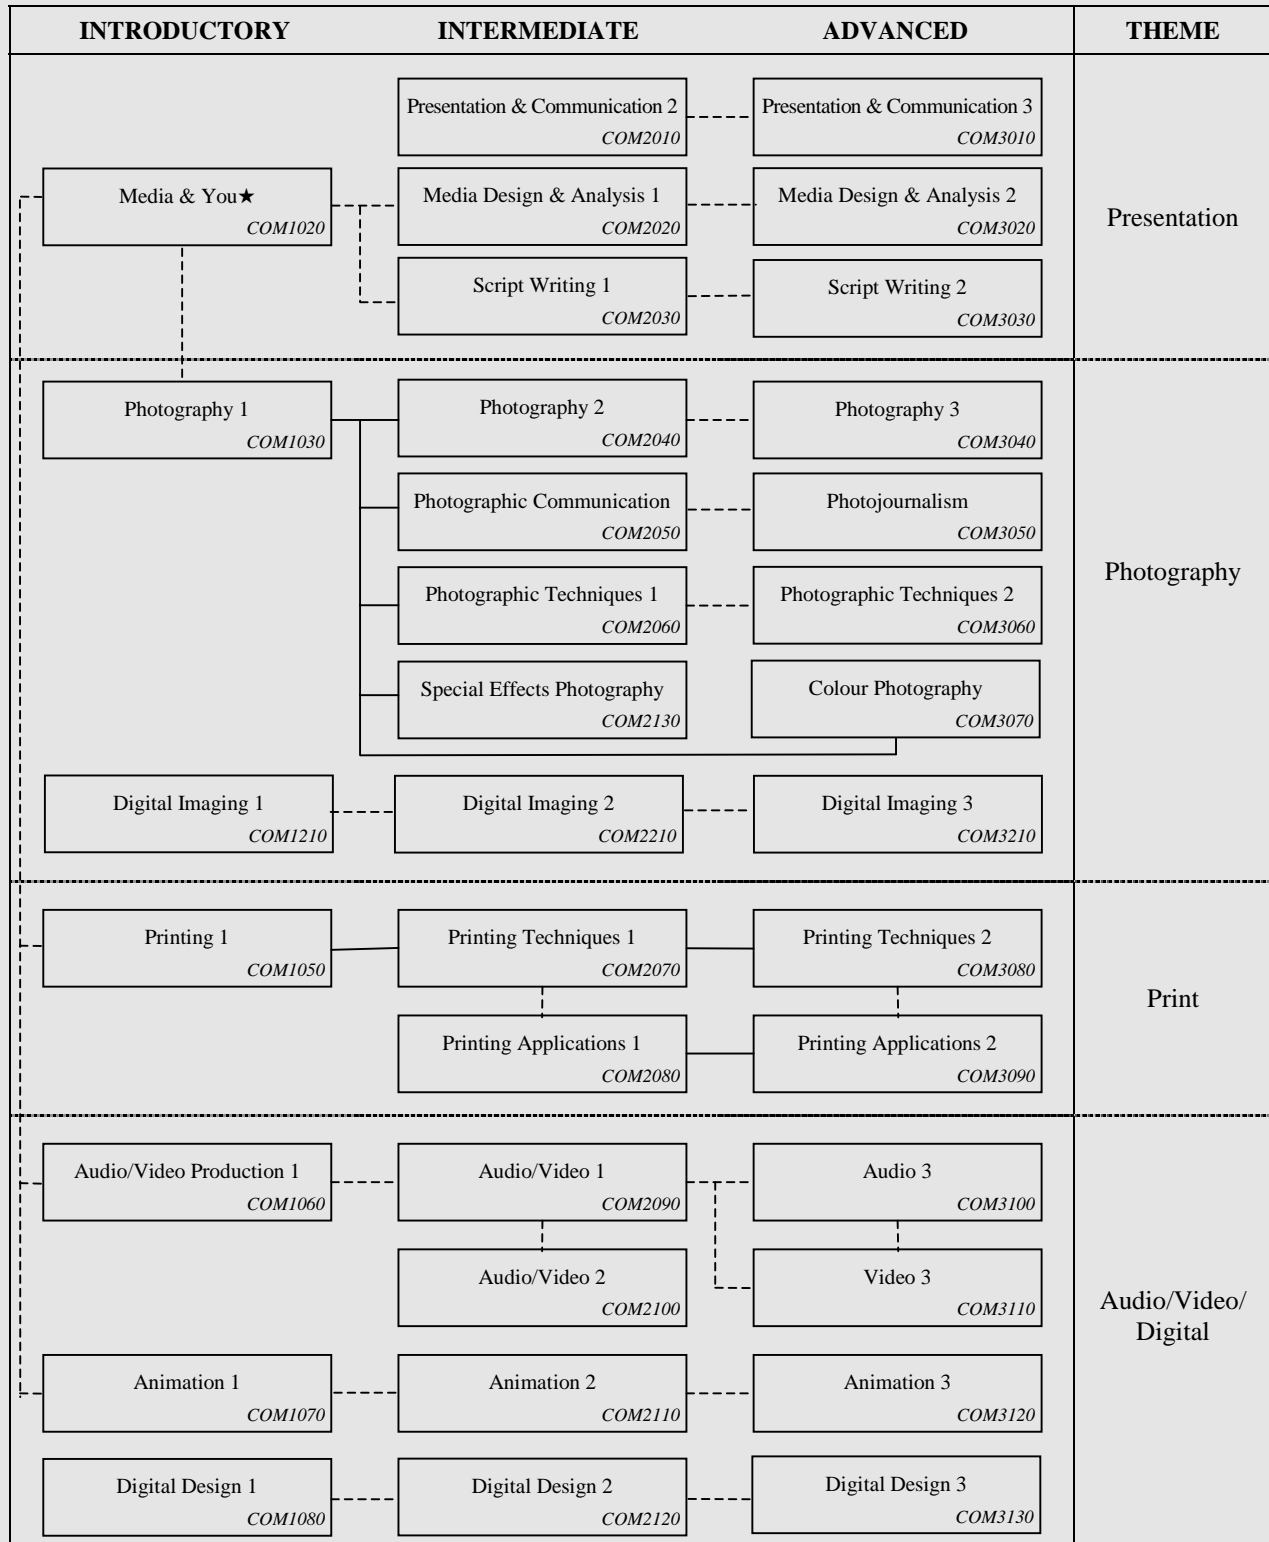 INTRODUCTORY INTERMEDIATE ADVANCED THEME
Presentation & Communication 2
COM2010
Presentation & Communication 3
COM3010
Media & You★
COM1020
Media Design & Analysis 1
COM2020
Media Design & Analysis 2
COM3020
Presentation
Script Writing 1
COM2030
Script Writing 2
COM3030
Photography 1
COM1030
Photography 2
COM2040
Photography 3
COM3040
Photographic Communication
COM2050
Photojournalism
COM3050
Photography
Photographic Techniques 1
COM2060
Photographic Techniques 2
COM3060
Special Effects Photography
COM2130
Colour Photography
COM3070
Digital Imaging 1
COM1210
Digital Imaging 2
COM2210
Digital Imaging 3
COM3210
Printing 1
COM1050
Printing Techniques 1
COM2070
Printing Techniques 2
COM3080
Print
Printing Applications 1
COM2080
Printing Applications 2
COM3090
Audio/Video Production 1
COM1060
Audio/Video 1
COM2090
Audio 3
COM3100
Audio/Video 2
COM2100
Video 3
COM3110
Audio/Video/
Digital
Animation 1
COM1070
Animation 2
COM2110
Animation 3
COM3120
Digital Design 1
COM1080
Digital Design 2
COM2120
Digital Design 3
COM3130